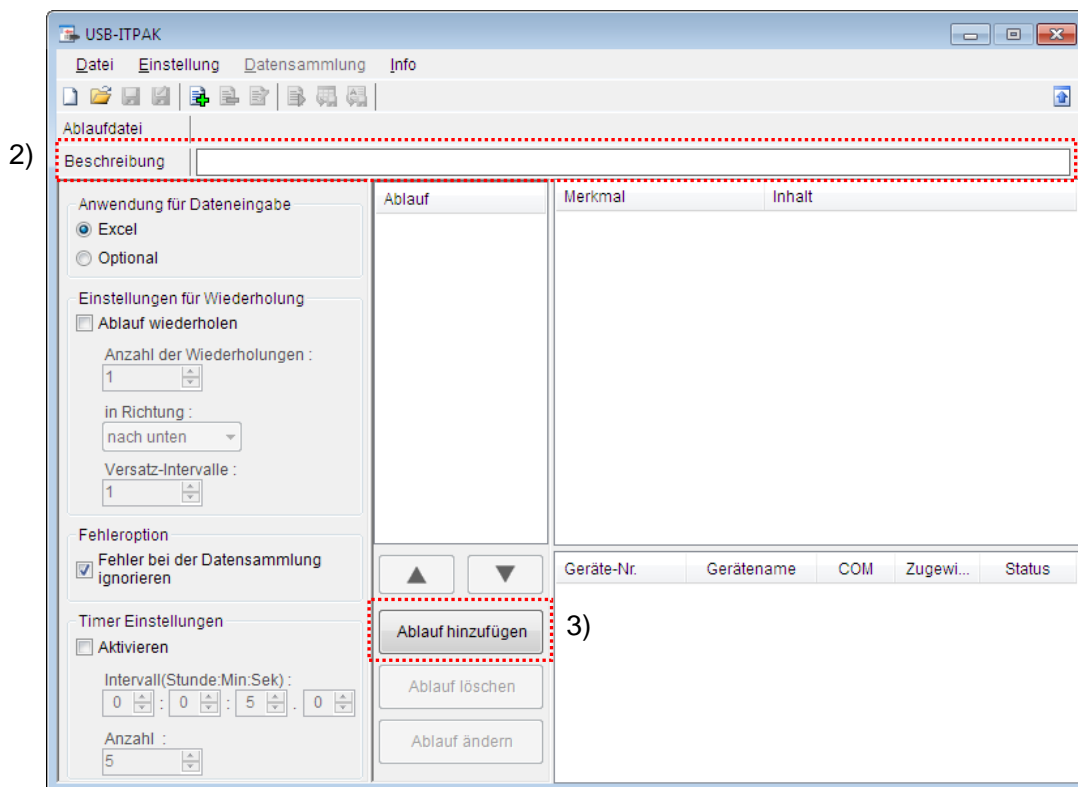 USB-ITPAK
Datei Einstellung Datensammlung Info
Ablaufdatei
2)
Beschreibung
Anwendung für Dateneingabe
Excel
Optional
Einstellungen für Wiederholung
Ablauf wiederholen
Anzahl der Wiederholungen :
1
in Richtung :
nach unten
Versatz-Intervalle :
1
Fehleroption
Fehler bei der Datensammlung
ignorieren
Timer Einstellungen
Aktivieren
Intervall(Stunde:Min:Sek) :
0 : 0 : 5 . 0
Anzahl :
5
Ablauf
Ablauf hinzufügen
3)
Ablauf löschen
Ablauf ändern
Merkmal Inhalt
Geräte-Nr. Gerätename COM Zugewi... Status